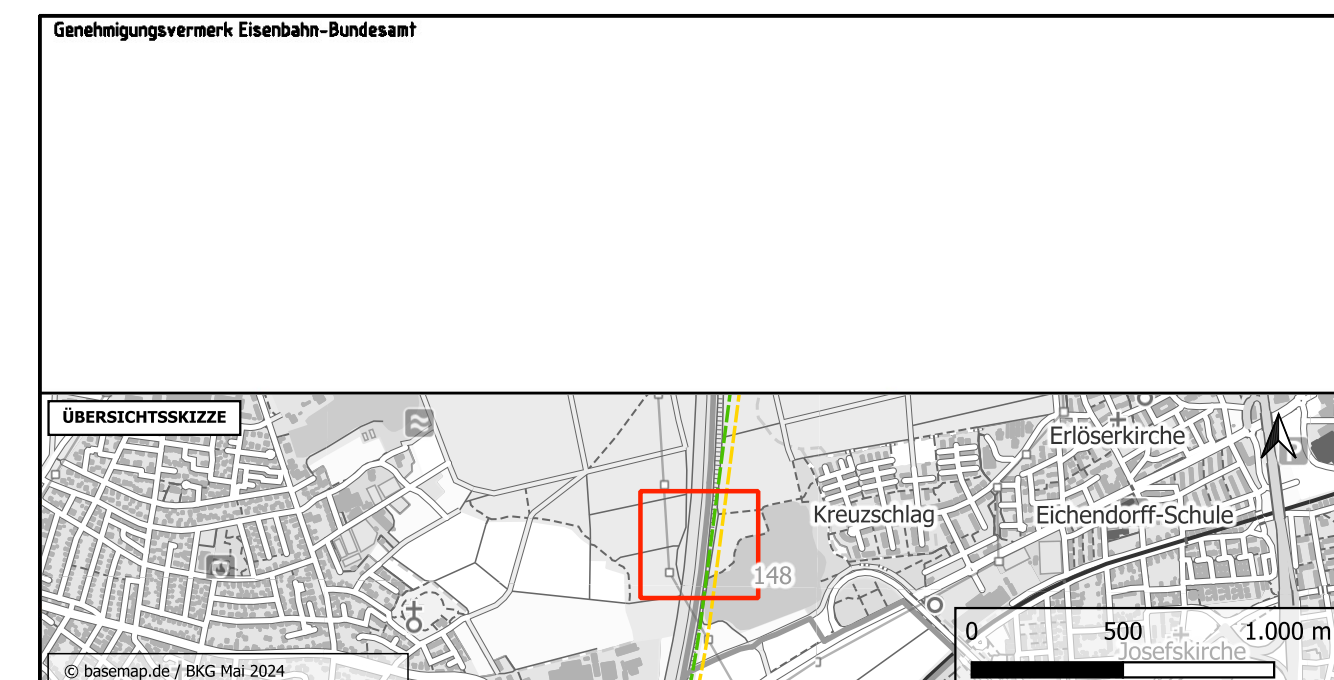 Genehmigungsvermerk Eisenbahn-Bundesamt
ÜBERSICHTSSKIZZE
Erlöserkirche
Kreuzschlag
Eichendorff-Schule
148
0 500 1.000 m
Josefskirche
© basemap.de / BKG Mai 2024